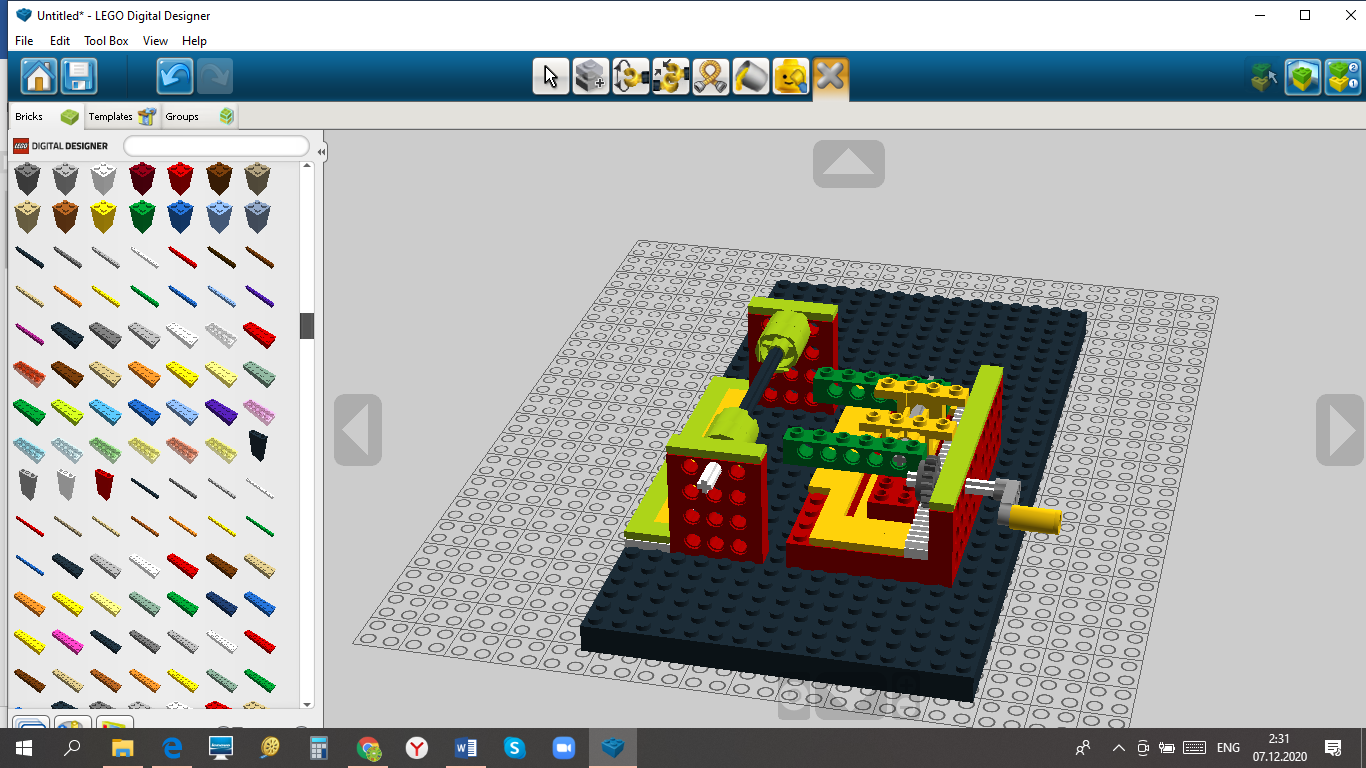 Untitled* - LEGO Digital Designer
File Edit Tool Box View Help
Bricks Templates Groups
LEGO DIGITAL DESIGNER
ENG
2:31
07.12.2020